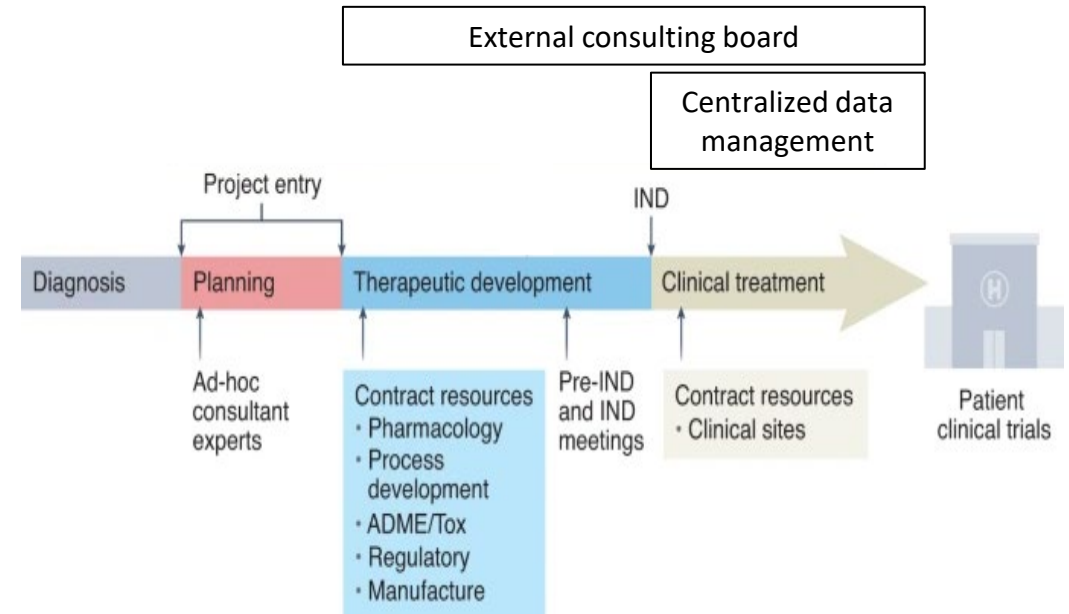 External consulting board
Centralized data
management
Project entry
IND
Diagnosis
Planning
Therapeutic development
Clinical treatment
H
Ad-hoc
consultant
experts
Contract resources
• Pharmacology
• Process
development
• ADME/Tox
• Regulatory
• Manufacture
Pre-IND
and IND
meetings
Contract resources
• Clinical sites
Patient
clinical trials